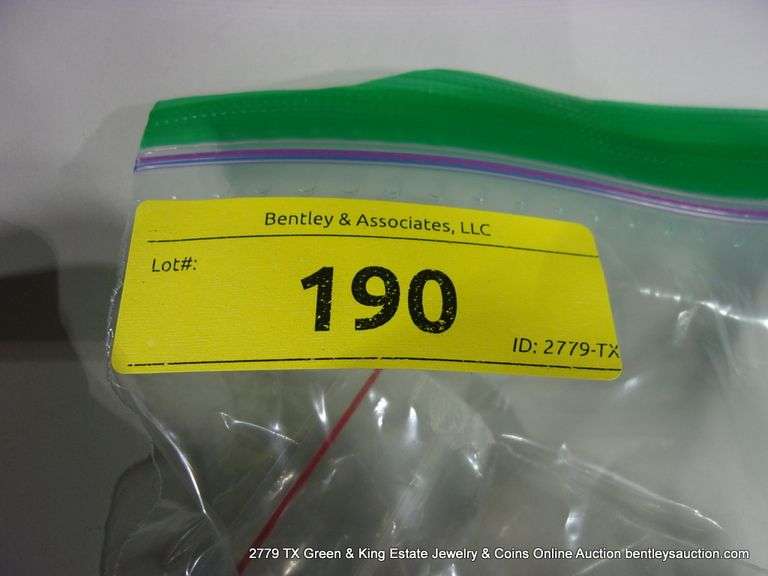 Bentley & Associates, LLC
Lot#:
190
ID: 2779-TX
2779 TX Green & King Estate Jewelry & Coins Online Auction bentleysauction.com